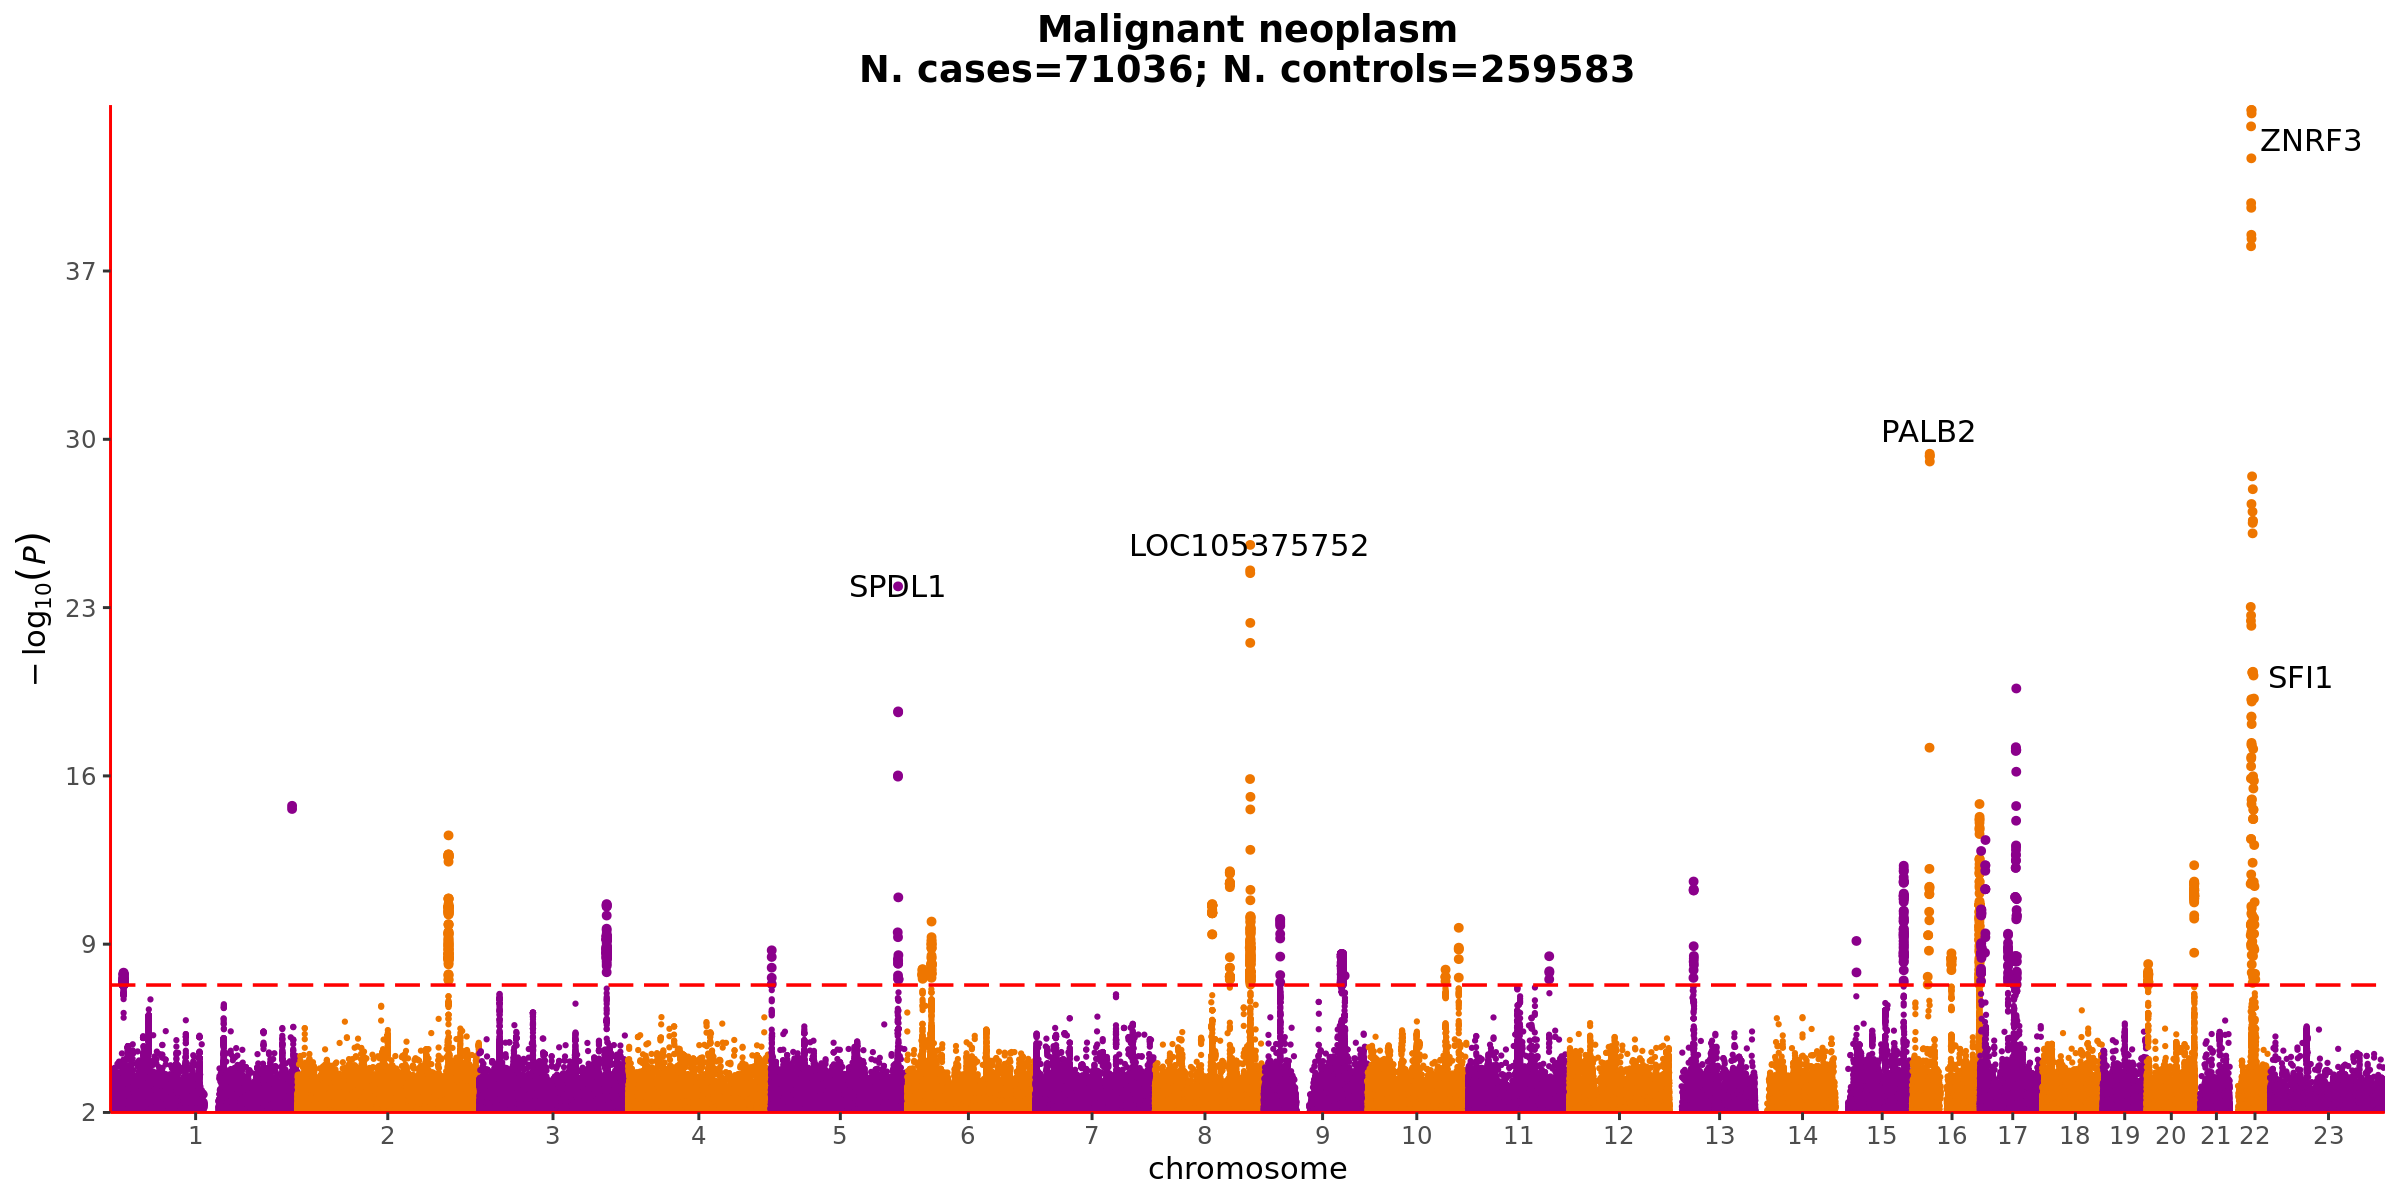 Malignant neoplasm
N. cases=71036; N. controls=259583
ZNRF3
37
30
PALB2
LOC105375752
SPDL1
23
SFI1
16
9
2
− log10(P)
1 2 3 4 5 6 7 8 9 10 11 12 13 14 15 16 17 18 19 20 21 22 23
chromosome